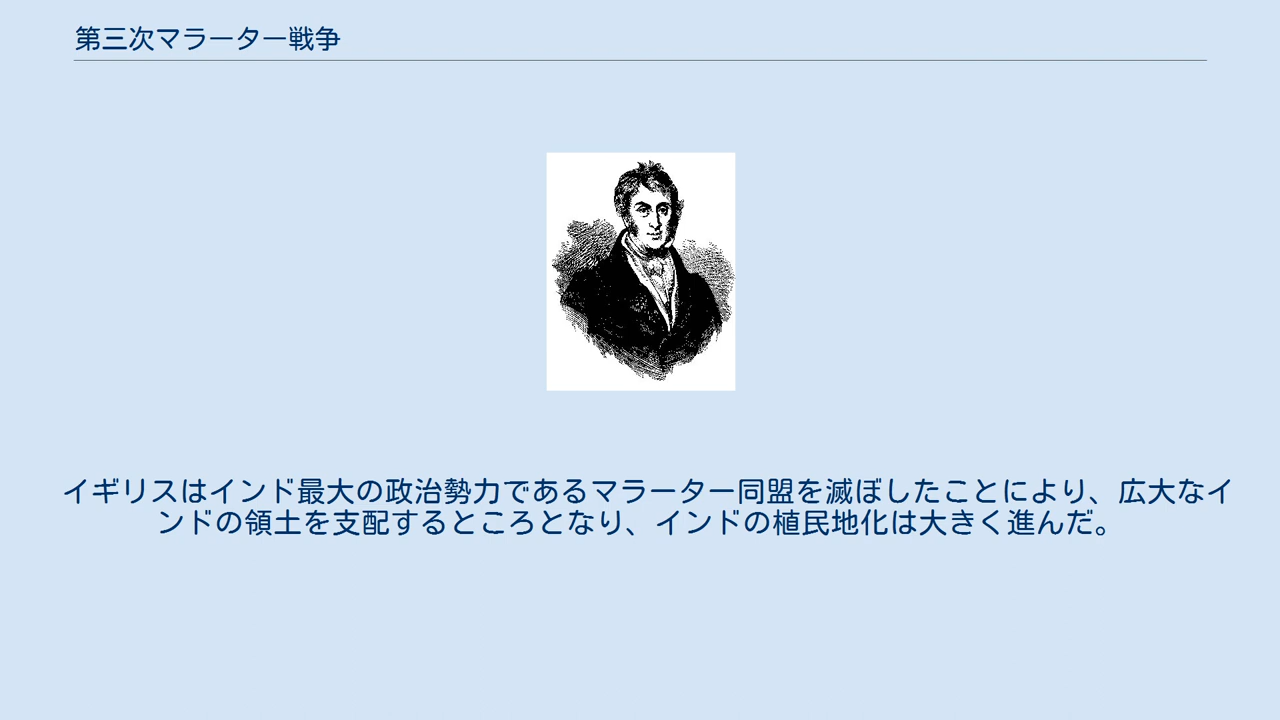 第三次マラーター戦争
イギリスはインド最大の政治勢力であるマラーター同盟を滅ぼしたことにより、広大なイ
ンドの領土を支配するところとなり、インドの植民地化は大きく進んだ。